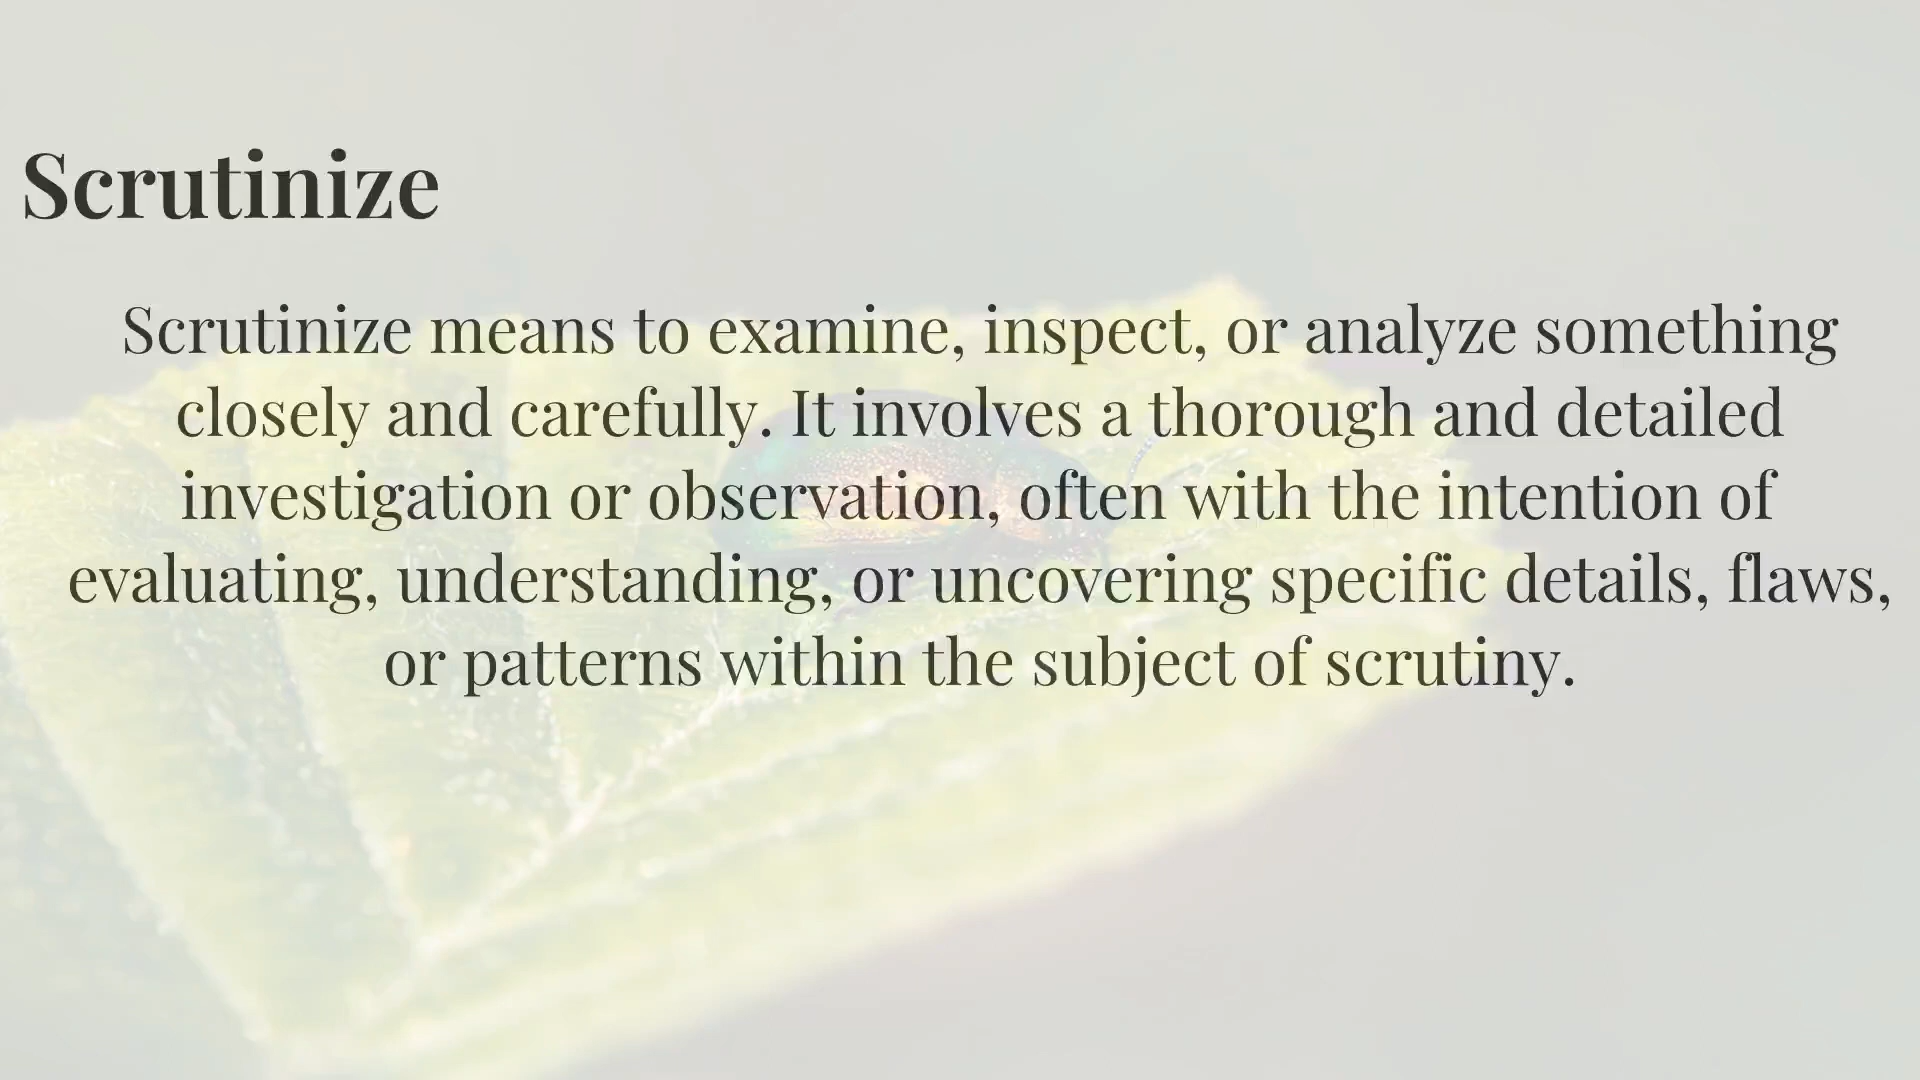 Scrutinize
Scrutinize means to examine, inspect, or analyze something
closely and carefully. It involves a thorough and detailed
investigation or observation, often with the intention of
evaluating, understanding, or uncovering specific details, flaws,
or patterns within the subject of scrutiny.